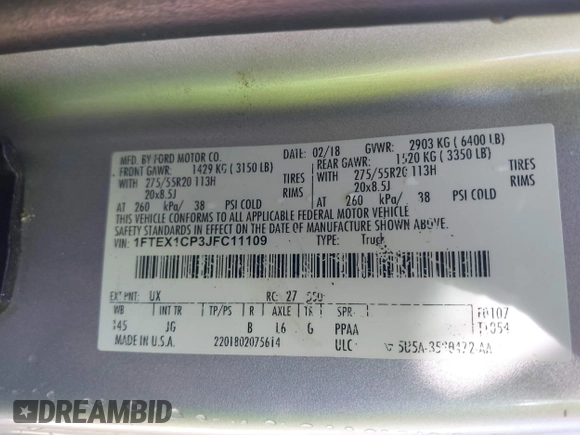 MFD. BY FORD MOTOR CO.
DATE: 02/18 GVWR: 2903 KG ( 6400 LB)
FRONT GAWR: 1429 KG ( 3150 LB)
REAR GAWR: 1520 KG ( 3350 LB)
WITH 275/55R20 113H TIRES
WITH 275/55R20 113H TIRES
20x8.5J RIMS
20x8.5J RIMS
AT 260 kPa/ 38 PSI COLD
AT 260 kPa/ 38 PSI COLD
THIS VEHICLE CONFORMS TO ALL APPLICABLE FEDERAL MOTOR VEHICLE
SAFETY STANDARDS IN EFFECT ON THE DATE OF MANUFACTURE SHOWN ABOVE.
VIN: 1FTEX1CP3JFC11109 TYPE: Truck
EXT PNT: UX RC: 27
WB INT TR TP/PS R AXLE TR SPR
145 JG B L6 G PPAA
F0107
T1054
MADE IN U.S.A. 2201802075614 ULC
DREAMBID